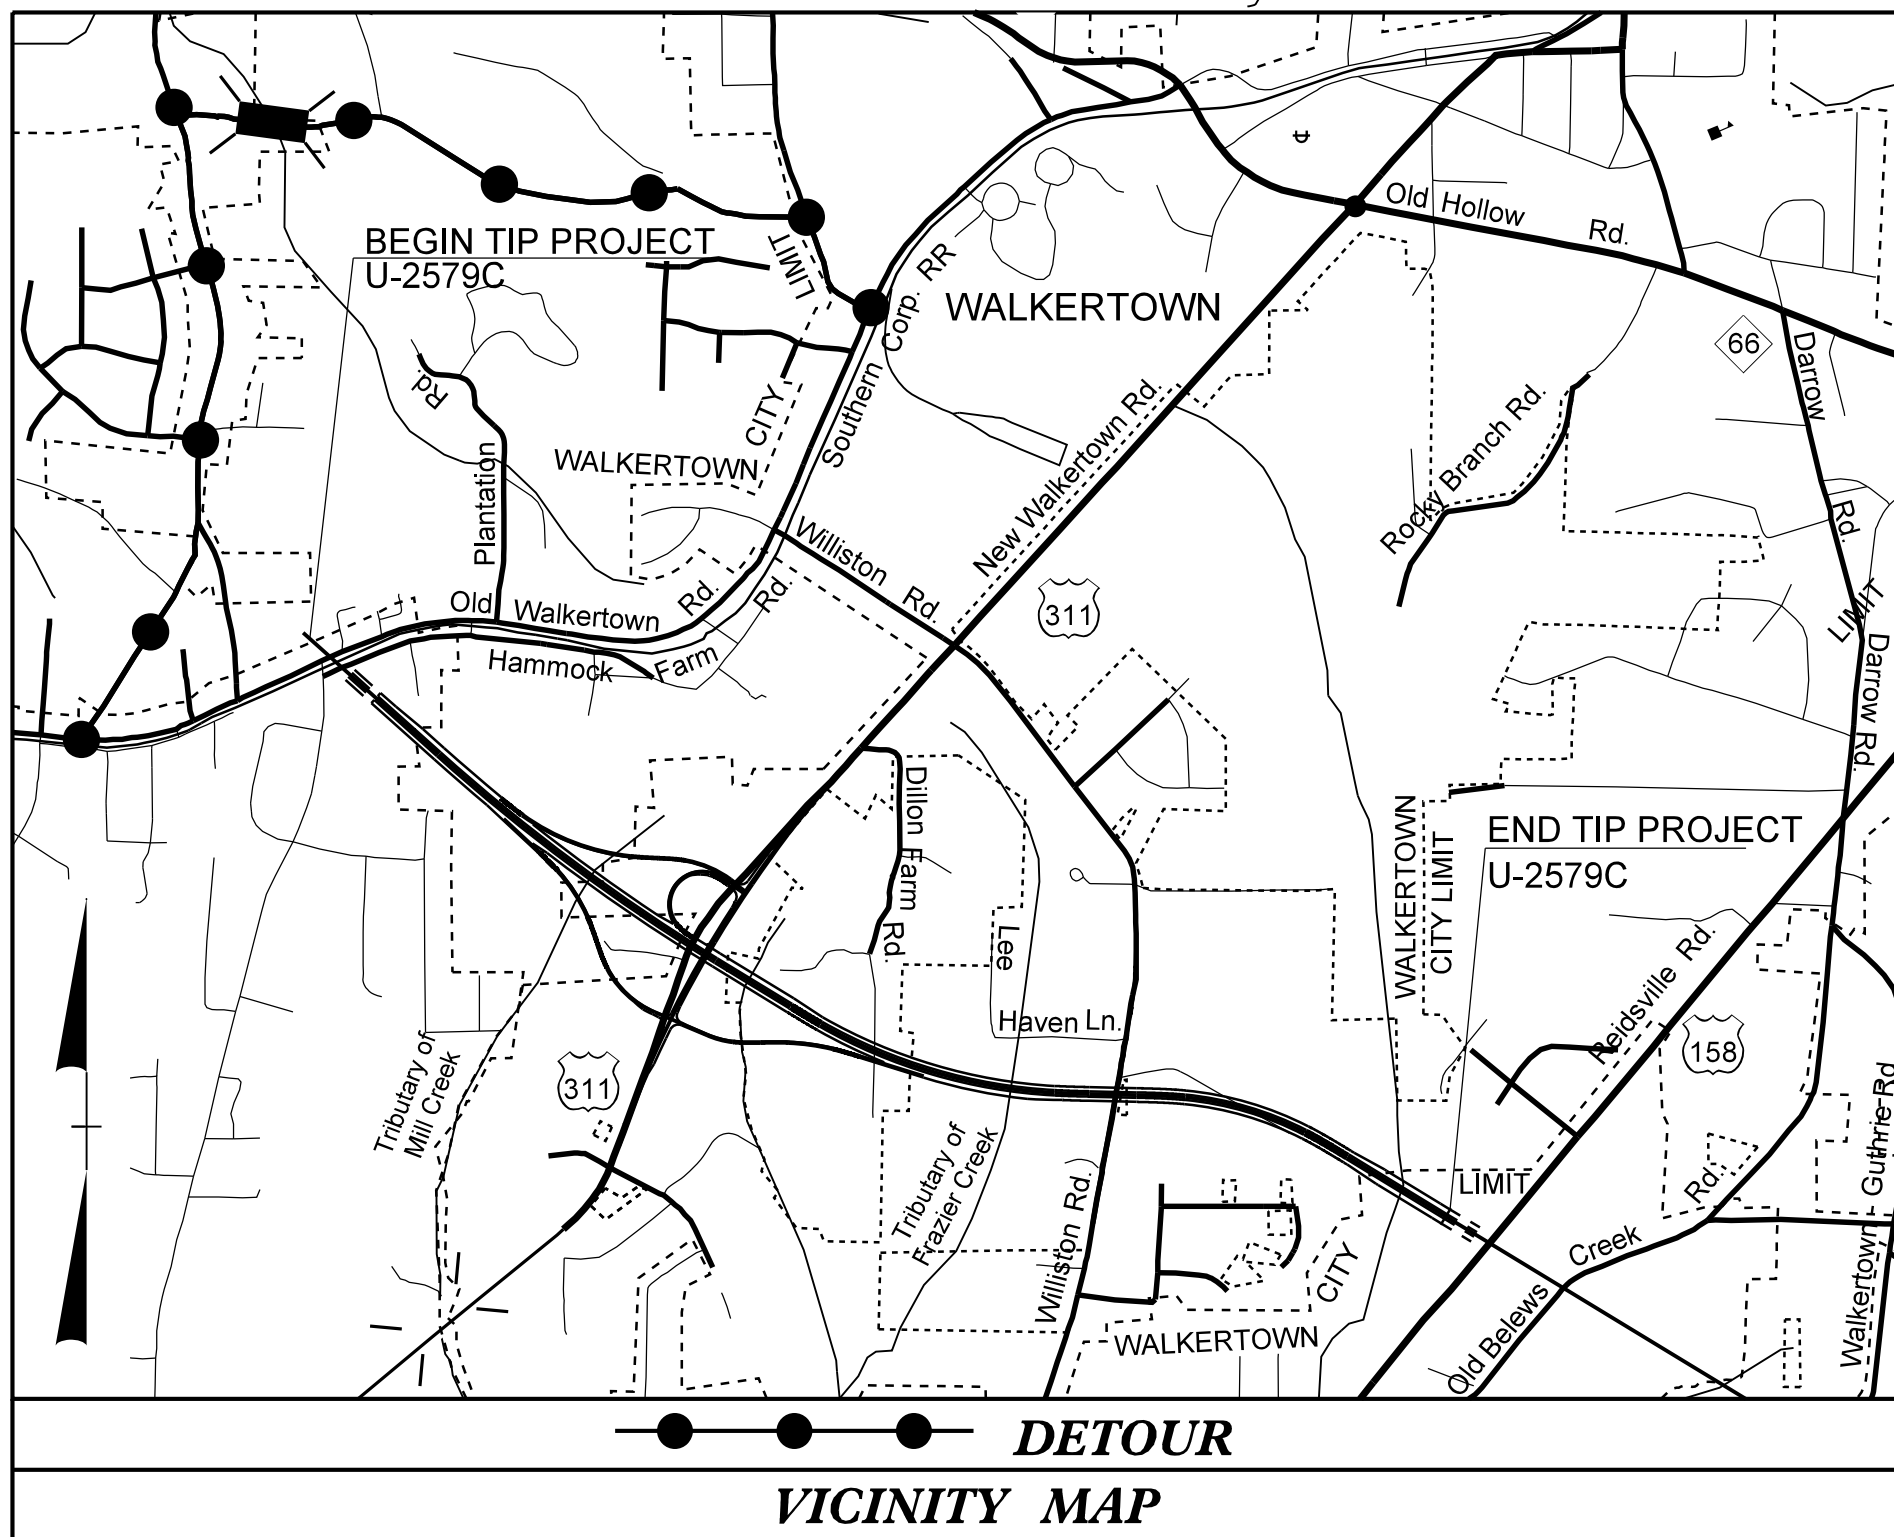 BEGIN TIP PROJECT
U-2579C
LIMIT
Southern Corp. RR
WALKERTOWN
Old Hollow Rd.
66
Darrow Rd.
Plantation Rd.
WALKERTOWN CITY
New Walkertown Rd.
Rocky Branch Rd.
Williston Rd.
311
LIMIT
Old Walkertown Rd.
Hammock Farm Rd.
Darrow Rd.
Dillon Farm Rd.
WALKERTOWN
CITY LIMIT
END TIP PROJECT
U-2579C
Lee
Haven Ln.
Reidsville Rd.
158
311
Tributary of
Mill Creek
Tributary of
Frazier Creek
Williston Rd.
LIMIT
CITY
WALKERTOWN
Old Belews Creek Rd.
Walkertown - Guthrie Rd
DETOUR
VICINITY MAP